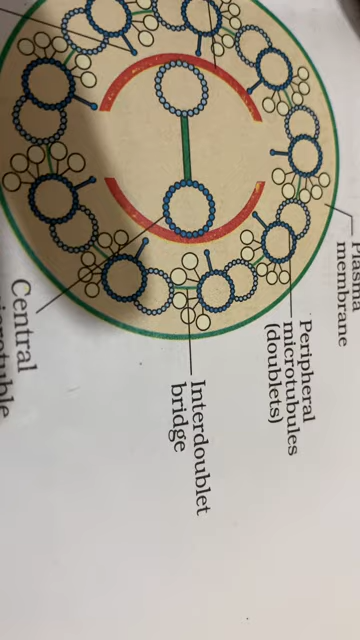 Plasma
membrane
Peripheral
microtubules
(doublets)
Interdoublet
bridge
Central